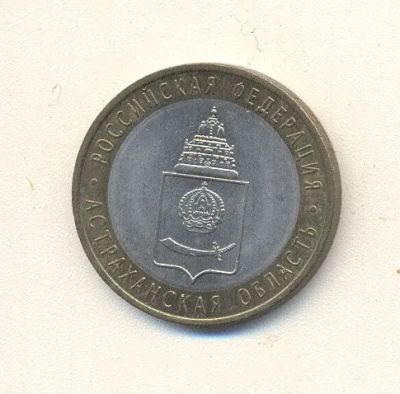 РОССИЙСКАЯ ФЕДЕРАЦИЯ
АСТРАХАНСКАЯ ОБЛАСТЬ